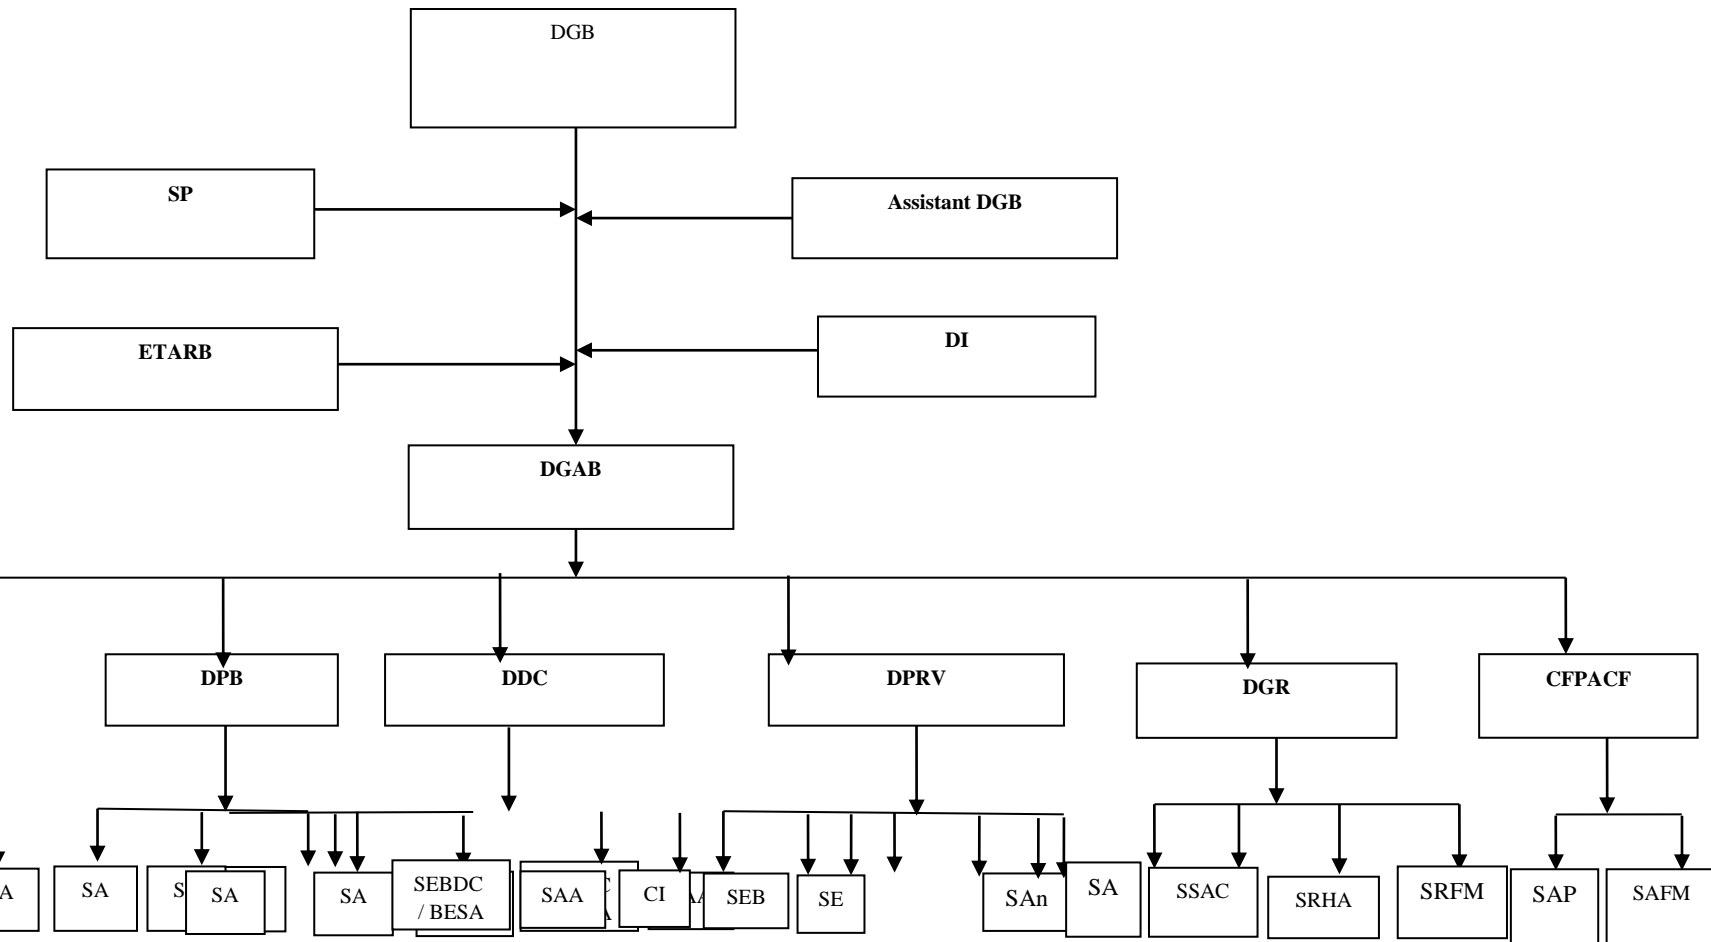 DGB
SP
Assistant DGB
ETARB
DI
DGAB
DPB
DDC
DPRV
DGR
CFPACF
A
SA
S
SA
SA
SEBDC
/ BESA
SAA
CI
SEB
SE
SAn
SA
SSAC
SRHA
SRFM
SAP
SAFM